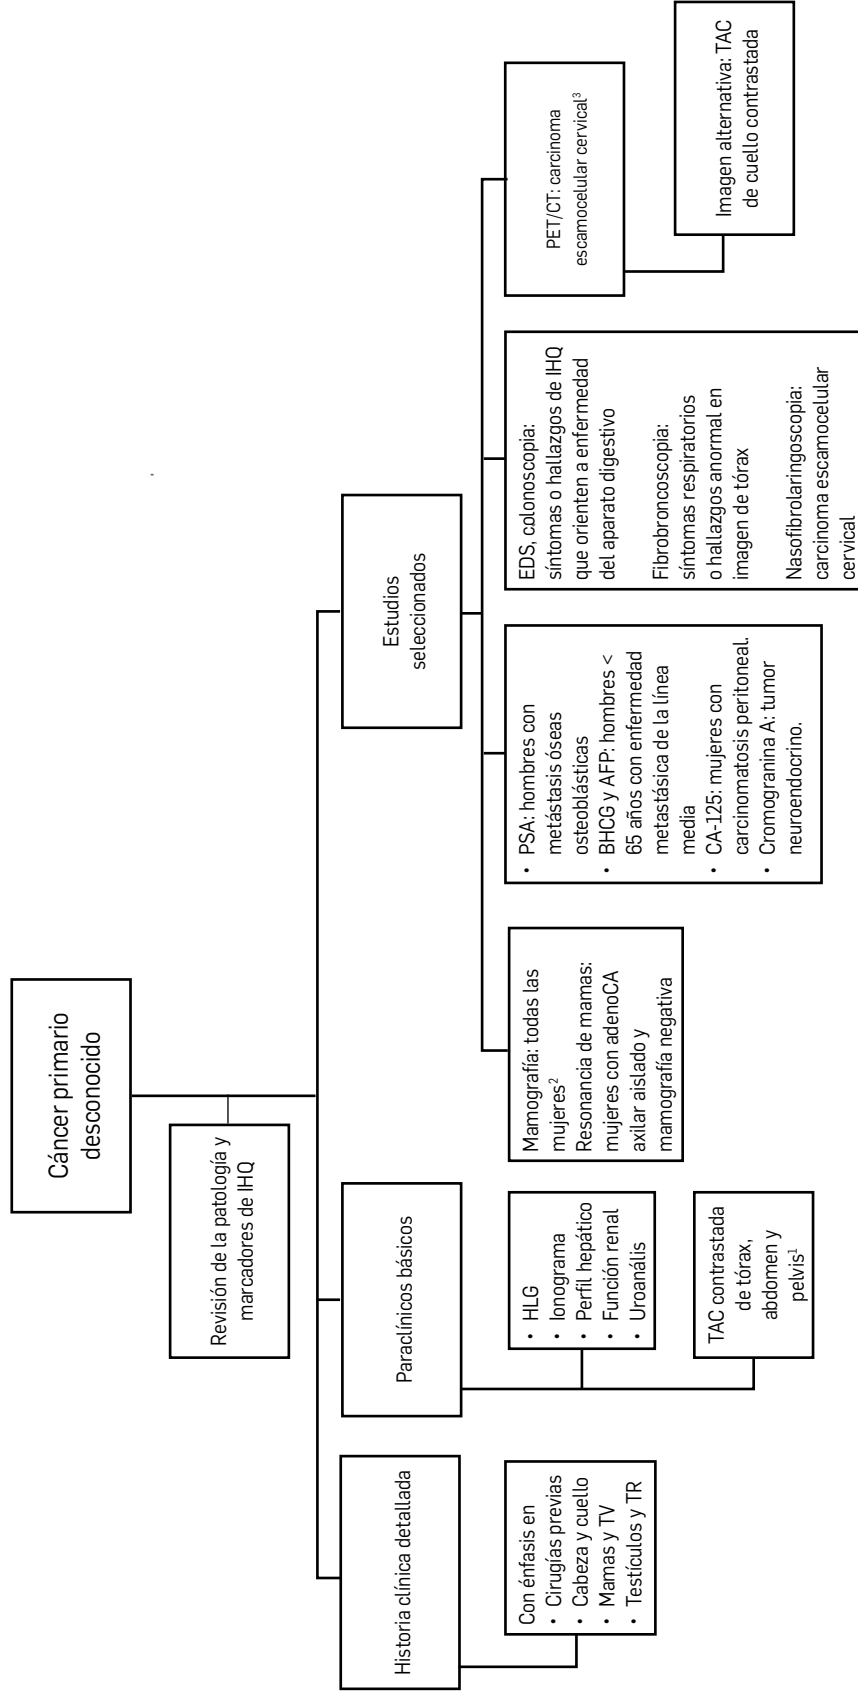 Cáncer primario
desconocido
Revisión de la patología y
marcadores de IHQ
Historia clínica detallada
Con énfasis en
• Cirugías previas
• Cabeza y cuello
• Mamas y TV
• Testículos y TR
Paraclínicos básicos
• HLG
• Ionograma
• Perfil hepático
• Función renal
• Uroanális
TAC contrastada
de tórax,
abdomen y
pelvis¹
Estudios
seleccionados
Mamografía: todas las
mujeres²
Resonancia de mamas:
mujeres con adenoCA
axilar aislado y
mamografía negativa
• PSA: hombres con
metástasis óseas
osteoblásticas
• BHCG y AFP: hombres <
65 años con enfermedad
metastásica de la línea
media
• CA-125: mujeres con
carcinomatosis peritoneal.
• Cromogranina A: tumor
neuroendocrino.
EDS, colonoscopia:
síntomas o hallazgos de IHQ
que orienten a enfermedad
del aparato digestivo
Fibrobroncoscopia:
síntomas respiratorios
o hallazgos anormal en
imagen de tórax
Nasofibrolaringoscopia:
carcinoma escamocelular
cervical
PET/CT: carcinoma
escamocelular cervical³
Imagen alternativa: TAC
de cuello contrastada